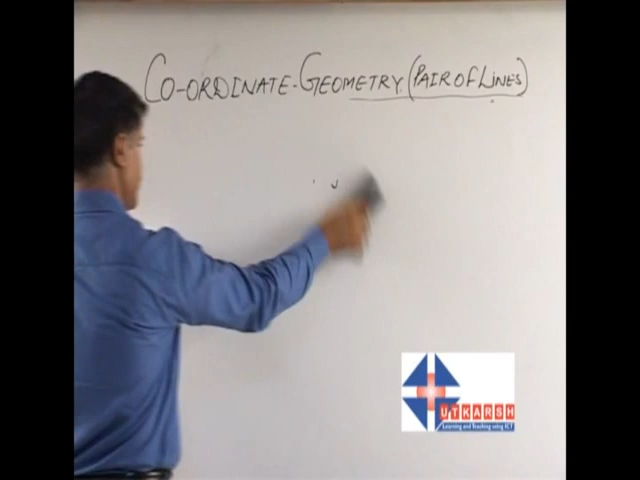 CO-ORDINATE-GEOMETRY (PAIR OF LINES)
UTKARSH
Learning and Teaching using ICT